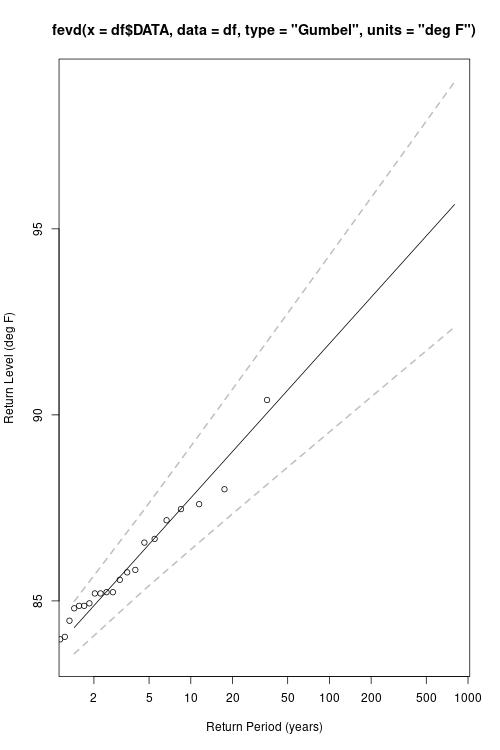 fevd(x = df$DATA, data = df, type = "Gumbel", units = "deg F")
95
90
85
Return Level (deg F)
2 5 10 20 50 100 200 500 1000
Return Period (years)